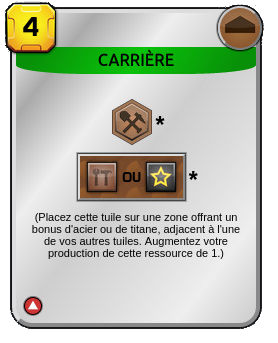 4
CARRIÈRE
*
OU *
(Placez cette tuile sur une zone offrant un
bonus d'acier ou de titane, adjacent à l'une
de vos autres tuiles. Augmentez votre
production de cette ressource de 1.)